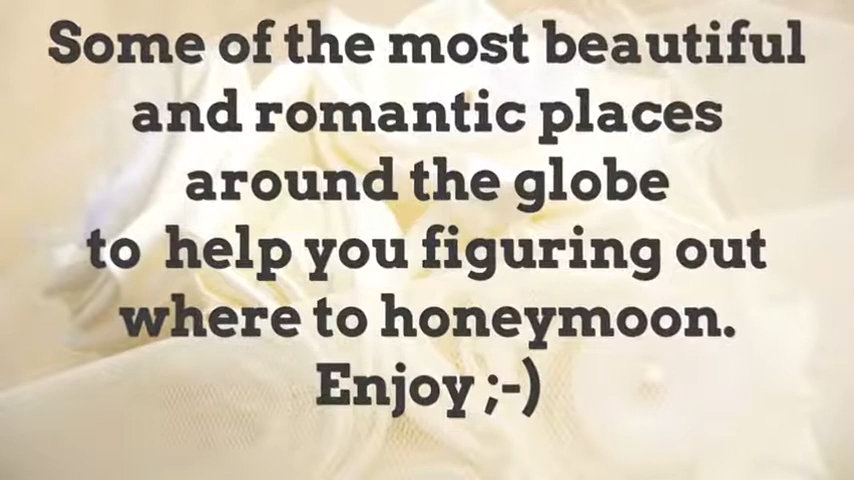 Some of the most beautiful
and romantic places
around the globe
to  help you figuring out
where to honeymoon.
Enjoy ;-)